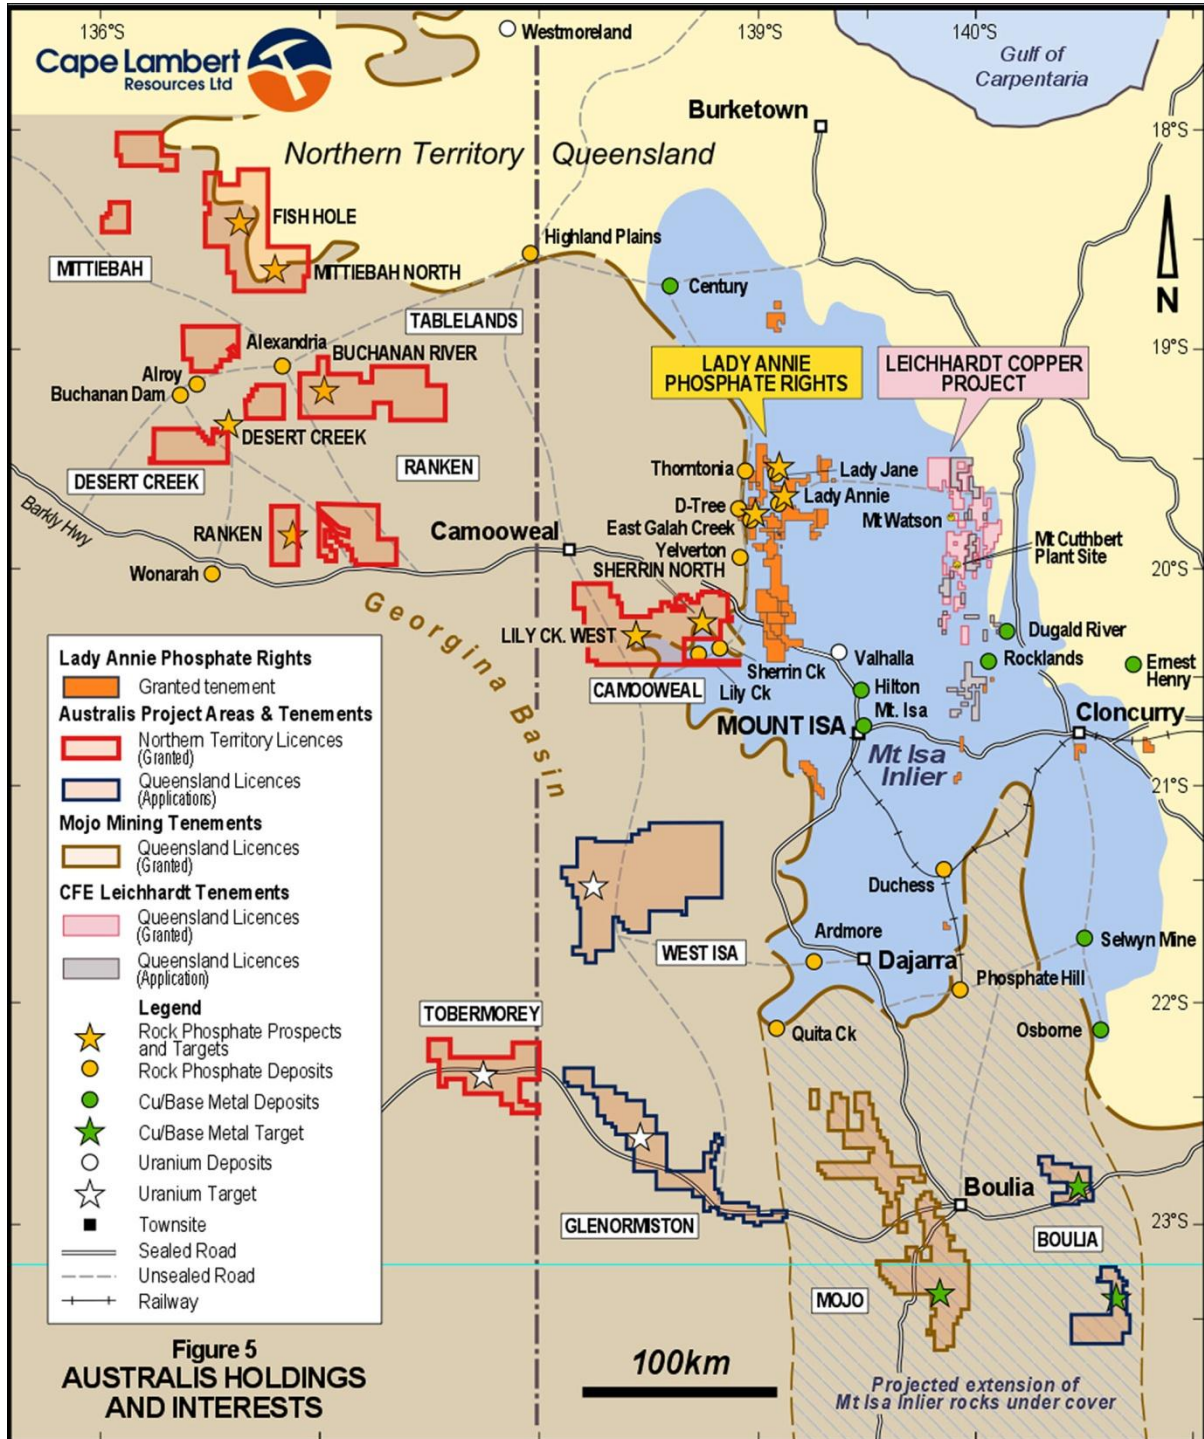 136°S
139°S
140°S
Westmoreland
Cape Lambert
Resources Ltd
Gulf of
Carpentaria
Burketown
18°S
Northern Territory
Queensland
FISH HOLE
MITTIEBAH
MITTIEBAH NORTH
Highland Plains
Century
N
TABLELANDS
Alexandria
BUCHANAN RIVER
19°S
LADY ANNIE
PHOSPHATE RIGHTS
LEICHHARDT COPPER
PROJECT
Alroy
Buchanan Dam
DESERT CREEK
DESERT CREEK
RANKEN
Thorntonia
Lady Jane
Lady Annie
D-Tree
East Galah Creek
Mt Watson
Barkly Hwy
RANKEN
Camooweal
Yelverton
SHERRIN NORTH
Mt Cuthbert
Plant Site
Wonarah
20°S
Georgina Basin
LILY CK. WEST
Dugald River
Valhalla
Rocklands
Ernest
Henry
Sherrin Ck
CAMOOWEAL
Lily Ck
Hilton
Mt. Isa
MOUNT ISA
Cloncurry
Mt Isa
Inlier
21°S
Lady Annie Phosphate Rights
Granted tenement
Australis Project Areas & Tenements
Northern Territory Licences
(Granted)
Queensland Licences
(Applications)
Mojo Mining Tenements
Queensland Licences
(Granted)
CFE Leichhardt Tenements
Queensland Licences
(Granted)
Queensland Licences
(Application)
Legend
Rock Phosphate Prospects
and Targets
Rock Phosphate Deposits
Cu/Base Metal Deposits
Cu/Base Metal Target
Uranium Deposits
Uranium Target
Townsite
Sealed Road
Unsealed Road
Railway
Duchess
Ardmore
Selwyn Mine
WEST ISA
Dajarra
Phosphate Hill
22°S
TOBERMOREY
Quita Ck
Osborne
Boulia
GLENORMISTON
23°S
BOULIA
MOJO
Figure 5
AUSTRALIS HOLDINGS
AND INTERESTS
100km
Projected extension of
Mt Isa Inlier rocks under cover